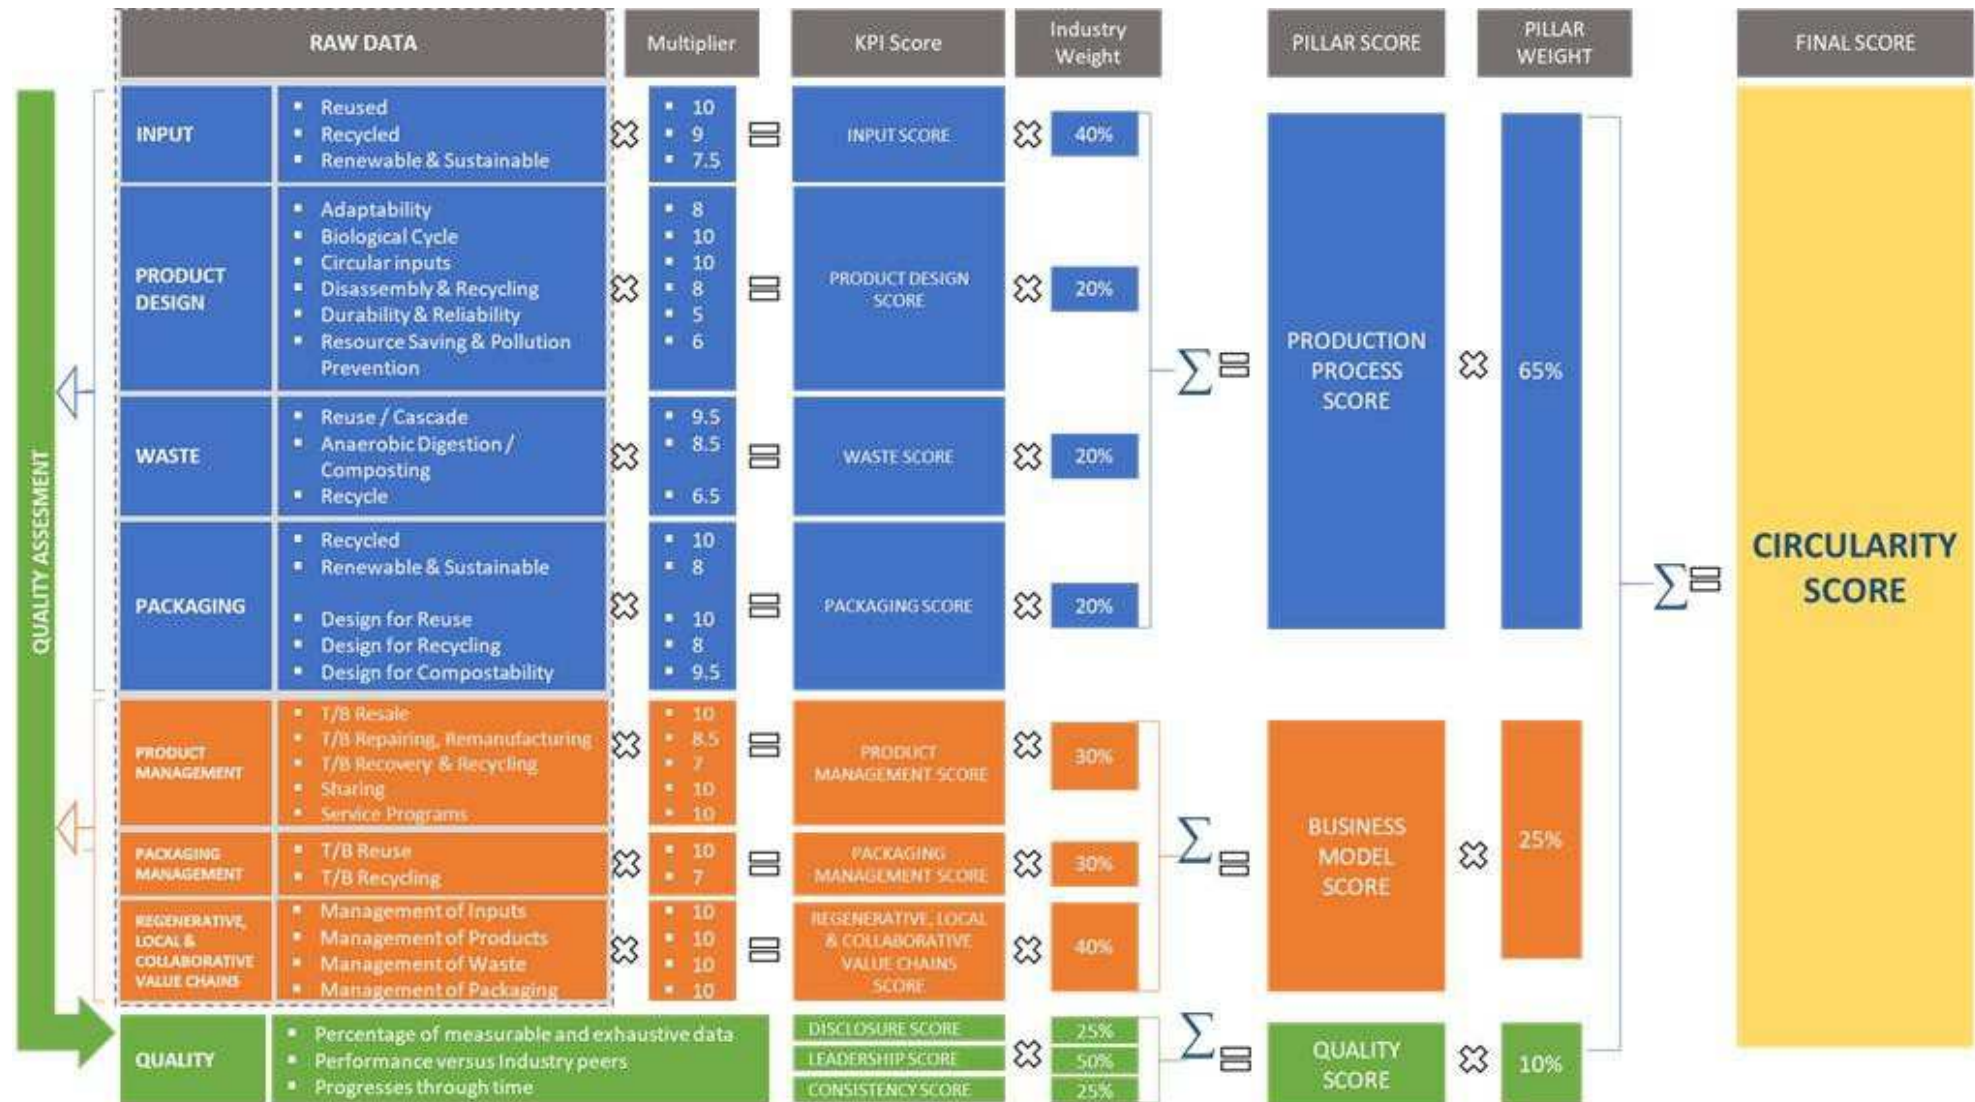 RAW DATA
Multiplier
KPI Score
Industry
Weight
PILLAR SCORE
PILLAR
WEIGHT
FINAL SCORE
QUALITY ASSESMENT
INPUT
▪ Reused
▪ Recycled
▪ Renewable & Sustainable
▪ 10
▪ 9
▪ 7.5
INPUT SCORE
40%
PRODUCT
DESIGN
▪ Adaptability
▪ Biological Cycle
▪ Circular inputs
▪ Disassembly & Recycling
▪ Durability & Reliability
▪ Resource Saving & Pollution
Prevention
▪ 8
▪ 10
▪ 10
▪ 8
▪ 5
▪ 6
PRODUCT DESIGN
SCORE
20%
WASTE
▪ Reuse / Cascade
▪ Anaerobic Digestion /
Composting
▪ Recycle
▪ 9.5
▪ 8.5
▪ 6.5
WASTE SCORE
20%
PACKAGING
▪ Recycled
▪ Renewable & Sustainable
▪ Design for Reuse
▪ Design for Recycling
▪ Design for Compostability
▪ 10
▪ 8
▪ 10
▪ 8
▪ 9.5
PACKAGING SCORE
20%
∑
PRODUCTION
PROCESS
SCORE
65%
PRODUCT
MANAGEMENT
▪ T/B Resale
▪ T/B Repairing, Remanufacturing
▪ T/B Recovery & Recycling
▪ Sharing
▪ Service Programs
▪ 10
▪ 8.5
▪ 7
▪ 10
▪ 10
PRODUCT
MANAGEMENT SCORE
30%
PACKAGING
MANAGEMENT
▪ T/B Reuse
▪ T/B Recycling
▪ 10
▪ 7
PACKAGING
MANAGEMENT SCORE
30%
REGENERATIVE,
LOCAL &
COLLABORATIVE
VALUE CHAINS
▪ Management of Inputs
▪ Management of Products
▪ Management of Waste
▪ Management of Packaging
▪ 10
▪ 10
▪ 10
▪ 10
REGENERATIVE, LOCAL
& COLLABORATIVE
VALUE CHAINS
SCORE
40%
∑
BUSINESS
MODEL
SCORE
25%
QUALITY
▪ Percentage of measurable and exhaustive data
▪ Performance versus Industry peers
▪ Progresses through time
DISCLOSURE SCORE
LEADERSHIP SCORE
CONSISTENCY SCORE
25%
50%
25%
∑
QUALITY
SCORE
10%
∑
CIRCULARITY
SCORE